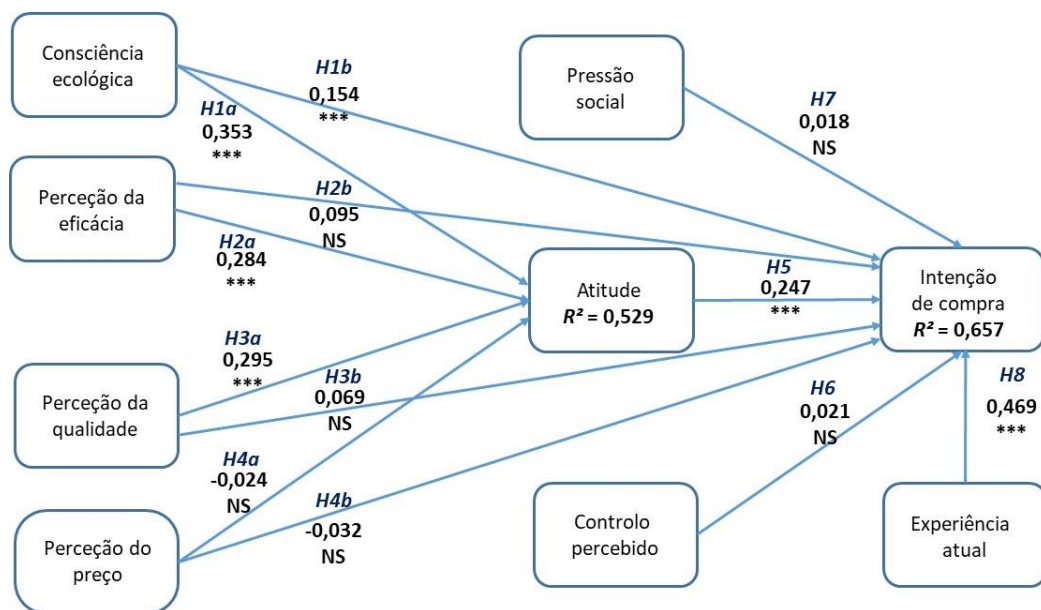 Consciência
ecológica
H1b
0,154
***
H1a
0,353
***
Pressão
social
H7
0,018
NS
Perceção da
eficácia
H2b
0,095
NS
H2a
0,284
***
Atitude
R² = 0,529
H5
0,247
***
Intenção
de compra
R² = 0,657
H3a
0,295
***
Perceção da
qualidade
H3b
0,069
NS
H6
0,021
NS
H8
0,469
***
H4a
-0,024
NS
H4b
-0,032
NS
Perceção do
preço
Controlo
percebido
Experiência
atual